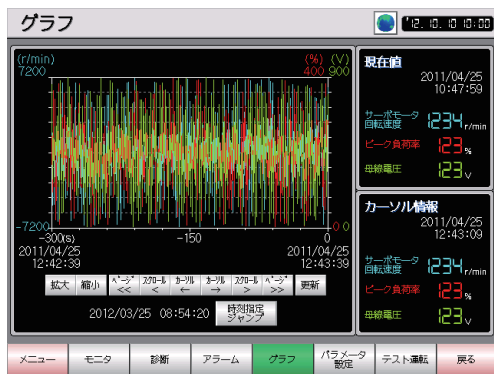 グラフ
'12.10.10 10:00
(r/min)
7200
(%) (V)
400 900
-7200
0 0
-300(s)
-150
0
2011/04/25
12:42:39
2011/04/25
12:43:39
拡大 縮小 ページ << スクロール < カーソル ← カーソル → スクロール > ページ >> 更新
2012/03/25 08:54:20 時刻指定ジャンプ
現在値
2011/04/25
10:47:59
サーボモータ
回転速度 1234 r/min
ピーク負荷率 123 %
母線電圧 123 V
カーソル情報
2011/04/25
12:43:09
サーボモータ
回転速度 1234 r/min
ピーク負荷率 123 %
母線電圧 123 V
メニュー モニタ 診断 アラーム グラフ パラメータ設定 テスト運転 戻る